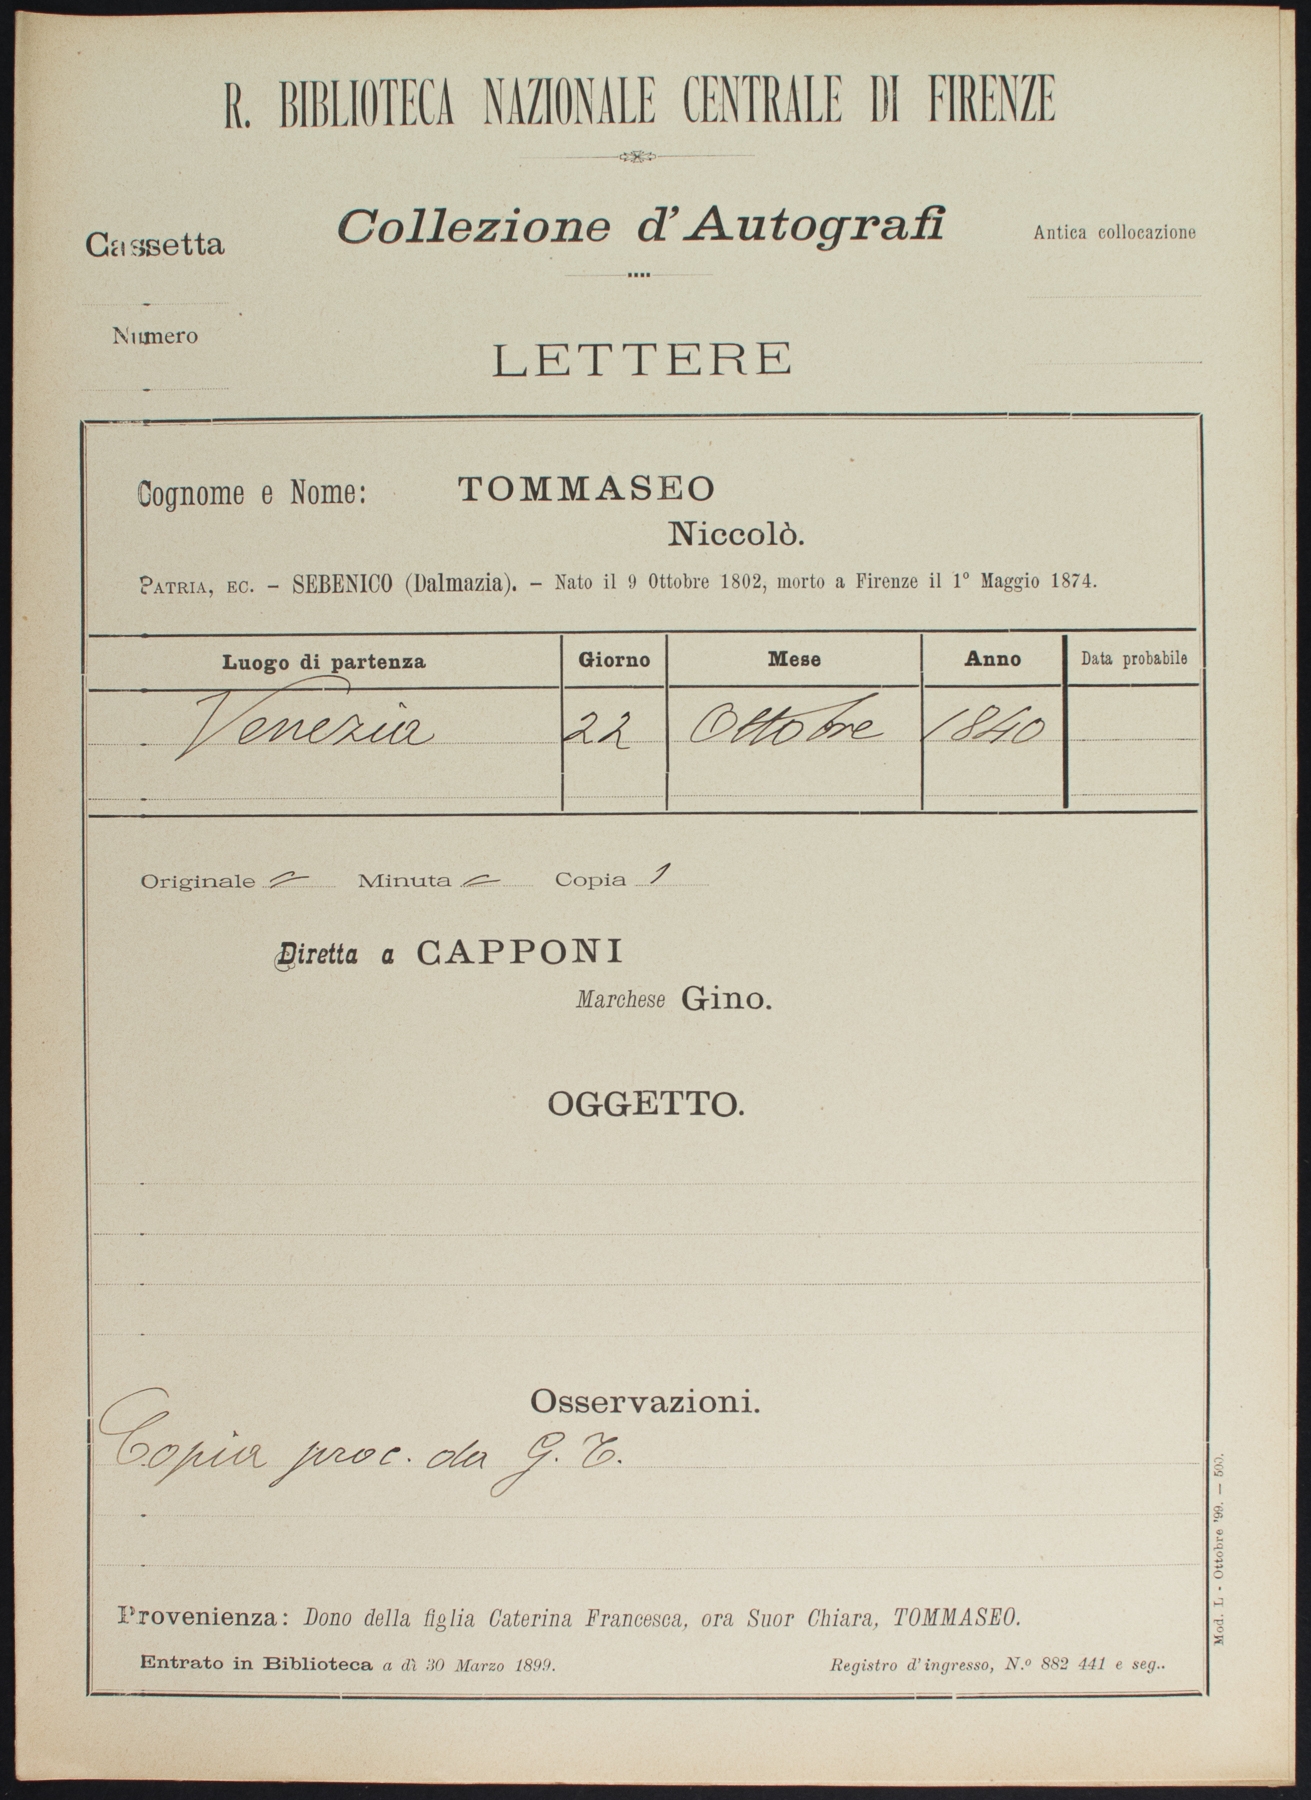 R. BIBLIOTECA NAZIONALE CENTRALE DI FIRENZE
Collezione d'Autografi
Cassetta
Antica collocazione
Numero
LETTERE
Cognome e Nome: TOMMASEO
Niccolò.
PATRIA, EC. – SEBENICO (Dalmazia). – Nato il 9 Ottobre 1802, morto a Firenze il 1° Maggio 1874.
Luogo di partenza Giorno Mese Anno Data probabile
Venezia 22 Ottobre 1840
Originale = Minuta = Copia 1
Diretta a CAPPONI
Marchese Gino.
OGGETTO.
Osservazioni.
Copia proc. da G. T.
Provenienza: Dono della figlia Caterina Francesca, ora Suor Chiara, TOMMASEO.
Entrato in Biblioteca a dì 30 Marzo 1899. Registro d'ingresso, N.º 882 441 e seg..
Mod. L - Ottobre '99. — 500.